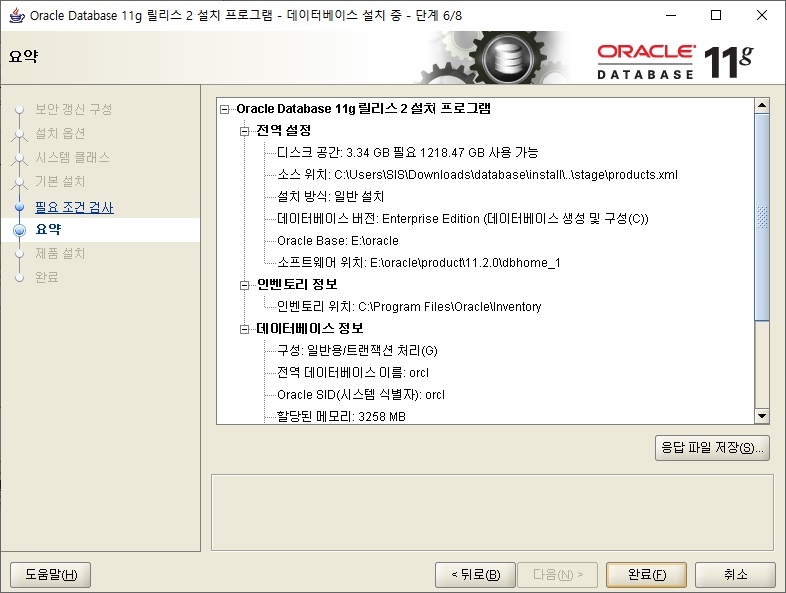 Oracle Database 11g 릴리스 2 설치 프로그램 - 데이터베이스 설치 중 - 단계 6/8
요약
ORACLE
DATABASE 11g
보안 갱신 구성
설치 옵션
시스템 클래스
기본 설치
필요 조건 검사
요약
제품 설치
완료
Oracle Database 11g 릴리스 2 설치 프로그램
전역 설정
디스크 공간: 3.34 GB 필요 1218.47 GB 사용 가능
소스 위치: C:\Users\SIS\Downloads\database\install\..\stage\products.xml
설치 방식: 일반 설치
데이터베이스 버전: Enterprise Edition (데이터베이스 생성 및 구성(C))
Oracle Base: E:\oracle
소프트웨어 위치: E:\oracle\product\11.2.0\dbhome_1
인벤토리 정보
인벤토리 위치: C:\Program Files\Oracle\Inventory
데이터베이스 정보
구성: 일반용/트랜잭션 처리(G)
전역 데이터베이스 이름: orcl
Oracle SID(시스템 식별자): orcl
할당된 메모리: 3258 MB
응답 파일 저장(S)...
도움말(H)
< 뒤로(B)
다음(N) >
완료(F)
취소